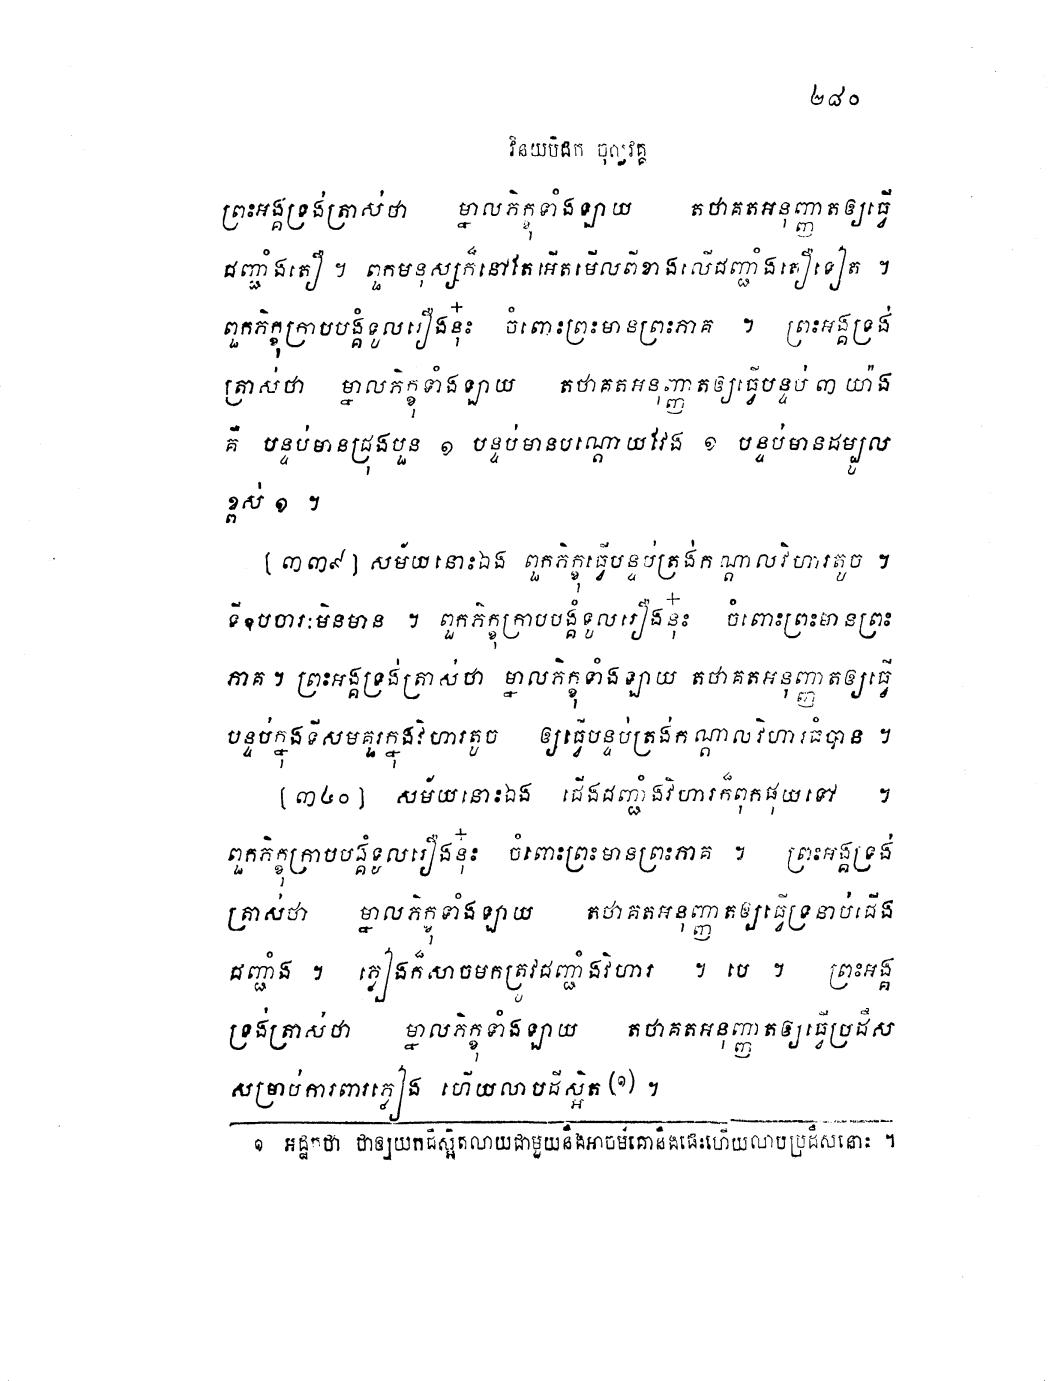 ២៨០
វិនយបិដក ចុល្លវគ្គ
ព្រះអង្គទ្រង់ត្រាស់ថា ម្នាលភិក្ខុទាំងឡាយ តថាគតអនុញ្ញាតឲ្យធ្វើ
ជញ្ជាំងតឿ ។ ពួកមនុស្សក៏នៅតែអើតមើលពីខាងលើជញ្ជាំងតឿទៀត ។
ពួកភិក្ខុក្រាបបង្គំទូលរឿងនុ៎ះ ចំពោះព្រះមានព្រះភាគ ។ ព្រះអង្គទ្រង់
ត្រាស់ថា ម្នាលភិក្ខុទាំងឡាយ តថាគតអនុញ្ញាតឲ្យធ្វើបន្ទប់ ៣ យ៉ាង
គឺ បន្ទប់មានជ្រុងបួន ១ បន្ទប់មានបណ្តោយវែង ១ បន្ទប់មានដម្បូល
ខ្ពស់ ១ ។
[៣៣៩] សម័យនោះឯង ពួកភិក្ខុធ្វើបន្ទប់ត្រង់កណ្តាលវិហារតូច ។
ទីឧបចារៈមិនមាន ។ ពួកភិក្ខុក្រាបបង្គំទូលរឿងនុ៎ះ ចំពោះព្រះមានព្រះ
ភាគ ។ ព្រះអង្គទ្រង់ត្រាស់ថា ម្នាលភិក្ខុទាំងឡាយ តថាគតអនុញ្ញាតឲ្យធ្វើ
បន្ទប់ក្នុងទីសមគួរក្នុងវិហារតូច ឲ្យធ្វើបន្ទប់ត្រង់កណ្តាលវិហារធំបាន ។
[៣៤០] សម័យនោះឯង ជើងជញ្ជាំងវិហារក៏ពុកផុយទៅ ។
ពួកភិក្ខុក្រាបបង្គំទូលរឿងនុ៎ះ ចំពោះព្រះមានព្រះភាគ ។ ព្រះអង្គទ្រង់
ត្រាស់ថា ម្នាលភិក្ខុទាំងឡាយ តថាគតអនុញ្ញាតឲ្យធ្វើទ្រនាប់ជើង
ជញ្ជាំង ។ ភ្លៀងក៏សាចមកត្រូវជញ្ជាំងវិហារ ។ បេ ។ ព្រះអង្គ
ទ្រង់ត្រាស់ថា ម្នាលភិក្ខុទាំងឡាយ តថាគតអនុញ្ញាតឲ្យធ្វើប្រដឹស
សម្រាប់ការពារភ្លៀង ហើយលាបដីស្អិត (១) ។
១ អដ្ឋកថា ថាឲ្យយកដីស្អិតលាយជាមួយនឹងអាចម៍គោនិងផេះហើយលាបប្រដឹសនោះ ។